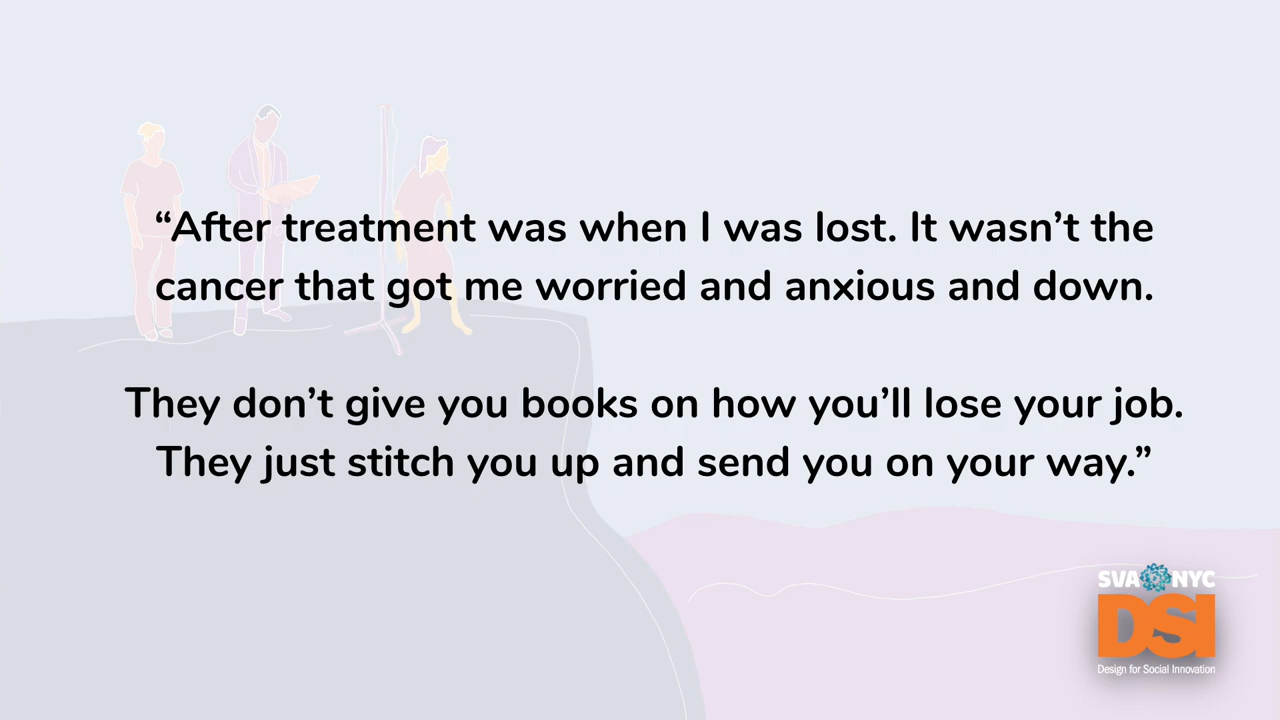 “After treatment was when I was lost. It wasn’t the
cancer that got me worried and anxious and down.
They don’t give you books on how you’ll lose your job.
They just stitch you up and send you on your way.”
SVA NYC
DSI
Design for Social Innovation